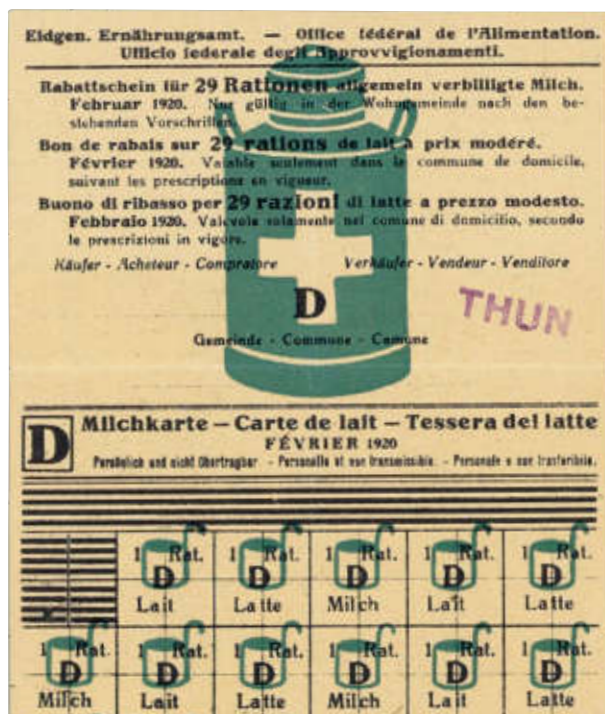 Eidgen. Ernährungsamt. — Office fédéral de l'Alimentation.
Ufficio federale degli Approvvigionamenti.
Rabattschein für 29 Rationen allgemein verbilligte Milch.
Februar 1920. Nur gültig in der Wohngemeinde nach den be-
stehenden Vorschriften.
Bon de rabais sur 29 rations de lait à prix modéré.
Février 1920. Valable seulement dans la commune de domicile,
suivant les prescriptions en vigueur.
Buono di ribasso per 29 razioni di latte a prezzo modesto.
Febbraio 1920. Valevole solamente nel comune di domicilio, secondo
le prescrizioni in vigore.
Käufer - Acheteur - Compratore Verkäufer - Vendeur - Venditore
D
THUN
Gemeinde - Commune - Comune
D Milchkarte – Carte de lait – Tessera del latte
FÉVRIER 1920
Persönlich und nicht übertragbar - Personelle et non transmissible. - Personale e non trasferibile.
1 Rat. 1 Rat. 1 Rat. 1 Rat. 1 Rat.
D D D D D
Lait Latte Milch Lait Latte
1 Rat. 1 Rat. 1 Rat. 1 Rat. 1 Rat. 1 Rat.
D D D D D D
Milch Lait Latte Milch Lait Latte